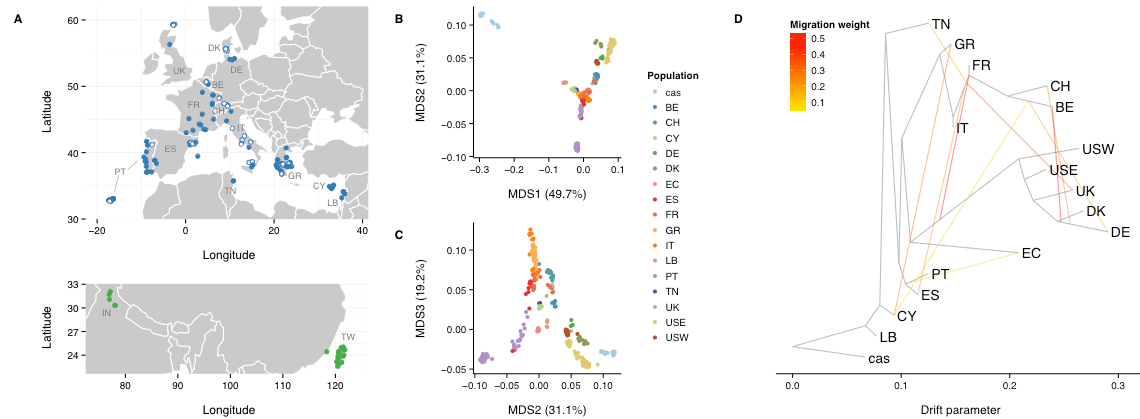 A
60
50
40
30
Latitude
−20
0
20
40
Longitude
DK
UK
DE
BE
FR
CH
IT
ES
PT
GR
TN
CY
LB
33
30
27
24
Latitude
IN
TW
80
90
100
110
120
Longitude
B
0.10
0.05
0.00
−0.05
−0.10
MDS2 (31.1%)
−0.3
−0.2
−0.1
0.0
0.1
MDS1 (49.7%)
C
0.10
0.05
0.00
−0.05
MDS3 (19.2%)
−0.10
−0.05
0.00
0.05
0.10
MDS2 (31.1%)
Population
cas
BE
CH
CY
DE
DK
EC
ES
FR
GR
IT
LB
PT
TN
UK
USE
USW
D
Migration weight
0.5
0.4
0.3
0.2
0.1
TN
GR
FR
CH
BE
IT
USW
USE
UK
DK
DE
EC
PT
ES
CY
LB
cas
0.0
0.1
0.2
0.3
Drift parameter